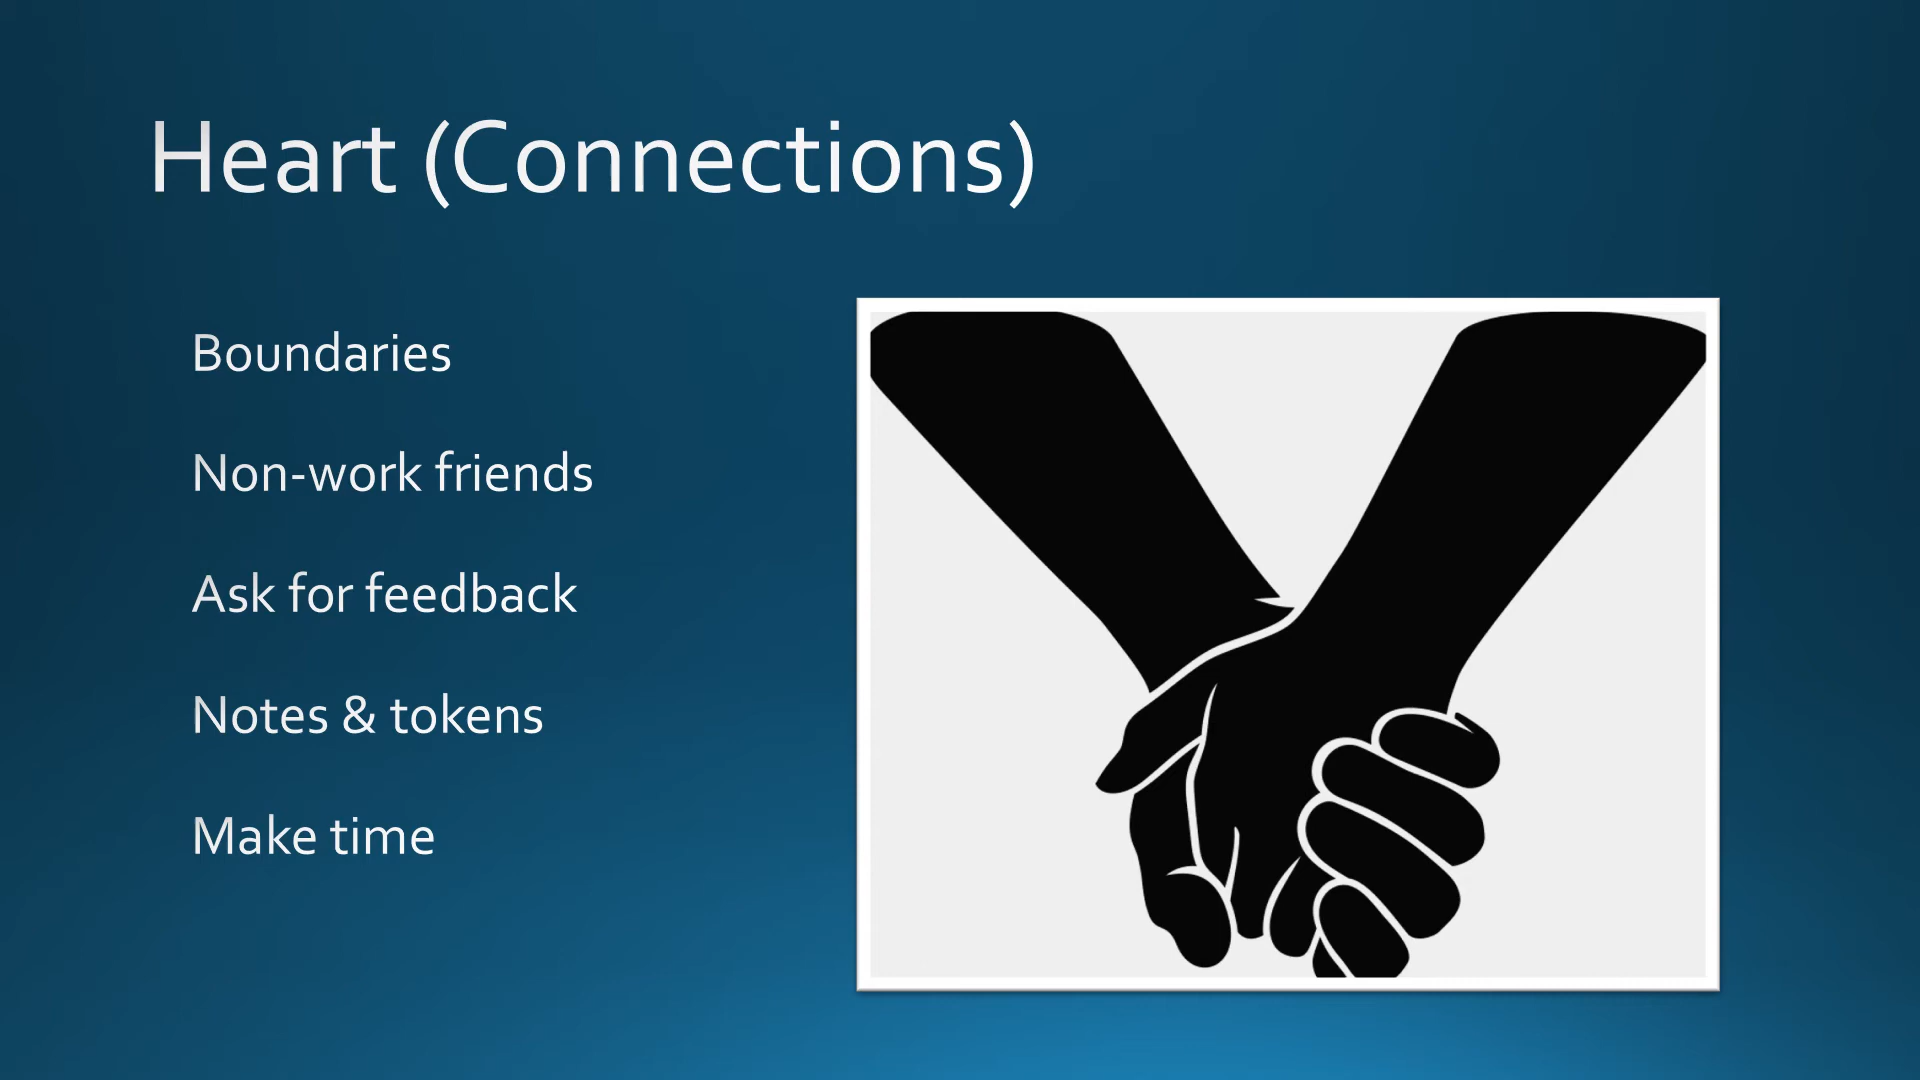 Heart (Connections)
Boundaries
Non-work friends
Ask for feedback
Notes & tokens
Make time